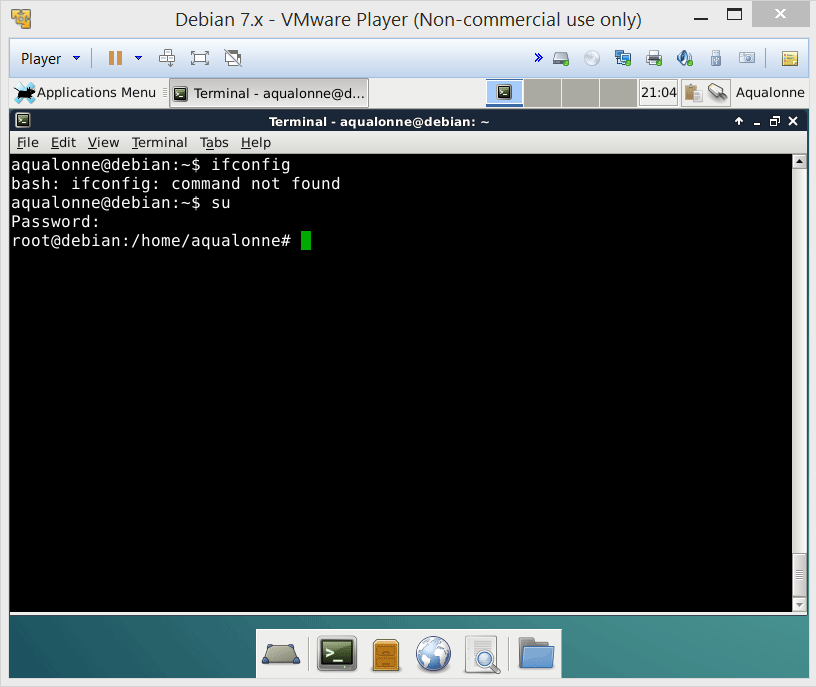 Debian 7.x - VMware Player (Non-commercial use only)
Player
Applications Menu
Terminal - aqualonne@d...
21:04
Aqualonne
Terminal - aqualonne@debian: ~
File Edit View Terminal Tabs Help
aqualonne@debian:~$ ifconfig
bash: ifconfig: command not found
aqualonne@debian:~$ su
Password:
root@debian:/home/aqualonne#